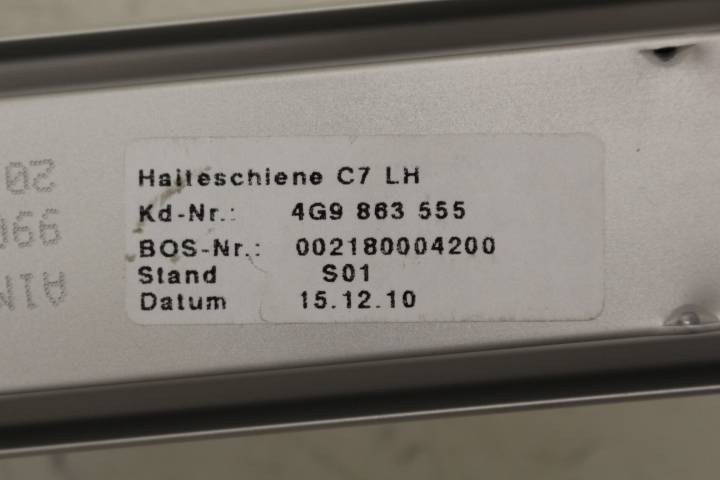 Halteschiene C7 LH
Kd-Nr.: 4G9 863 555
BOS-Nr.: 002180004200
Stand S01
Datum 15.12.10